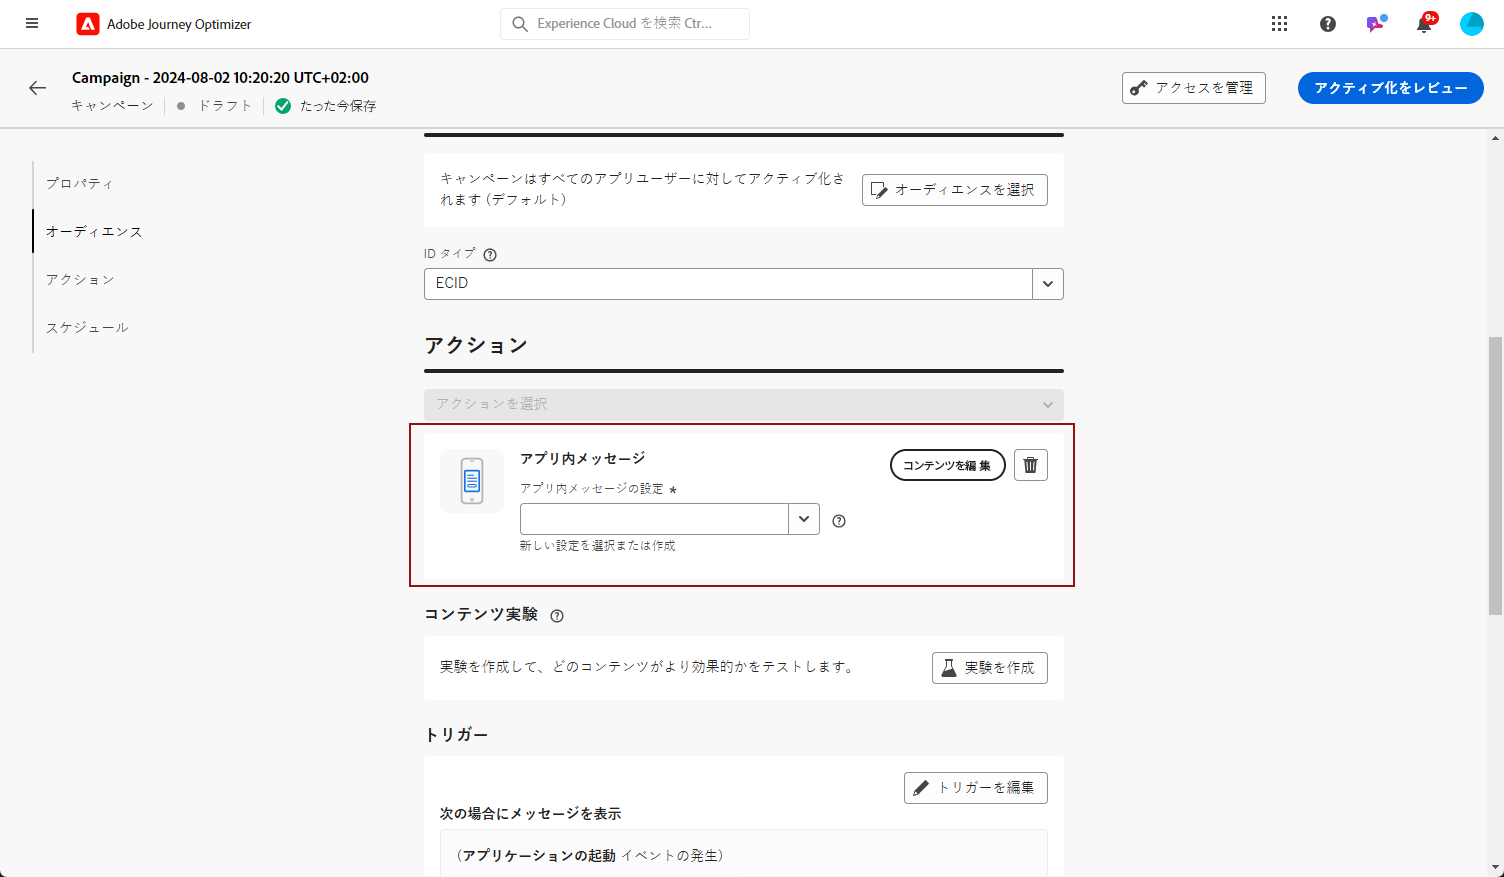 Adobe Journey Optimizer
Experience Cloud を検索 Ctr...
9+
Campaign - 2024-08-02 10:20:20 UTC+02:00
キャンペーン
ドラフト
たった今保存
アクセスを管理
アクティブ化をレビュー
プロパティ
オーディエンス
アクション
スケジュール
キャンペーンはすべてのアプリユーザーに対してアクティブ化さ
れます (デフォルト)
オーディエンスを選択
ID タイプ
ECID
アクション
アクションを選択
アプリ内メッセージ
コンテンツを編 集
アプリ内メッセージの設定 *
新しい設定を選択または作成
コンテンツ実験
実験を作成して、どのコンテンツがより効果的かをテストします。
実験を作成
トリガー
トリガーを編集
次の場合にメッセージを表示
(アプリケーションの起動 イベントの発生)